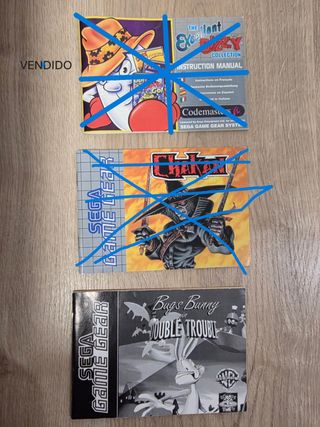 VENDIDO
THE
Excellent
DIZZY
COLLECTION
INSTRUCTION MANUAL
Codemasters
SEGA GAME GEAR SYSTEM
SEGA
GAME GEAR
Chakan
SEGA
GAME GEAR
Bugs Bunny
in
DOUBLE TROUBLE